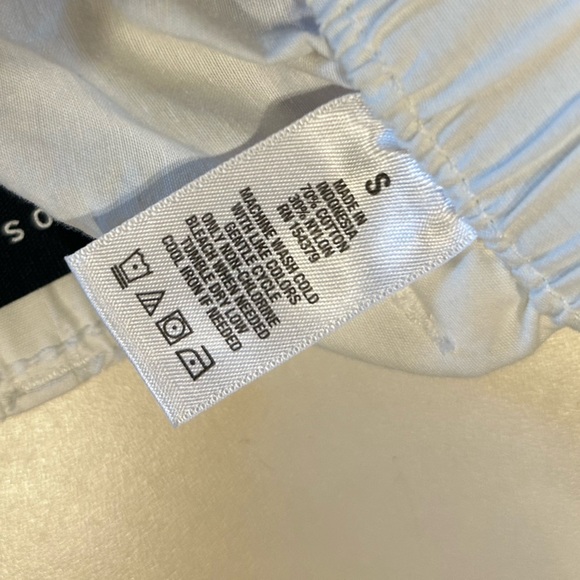 S
MADE IN
INDONESIA
70% COTTON
30% NYLON
RN 154379
MACHINE WASH COLD
WITH LIKE COLORS
GENTLE CYCLE
ONLY NON-CHLORINE
BLEACH WHEN NEEDED
TUMBLE DRY LOW
COOL IRON IF NEEDED
SO